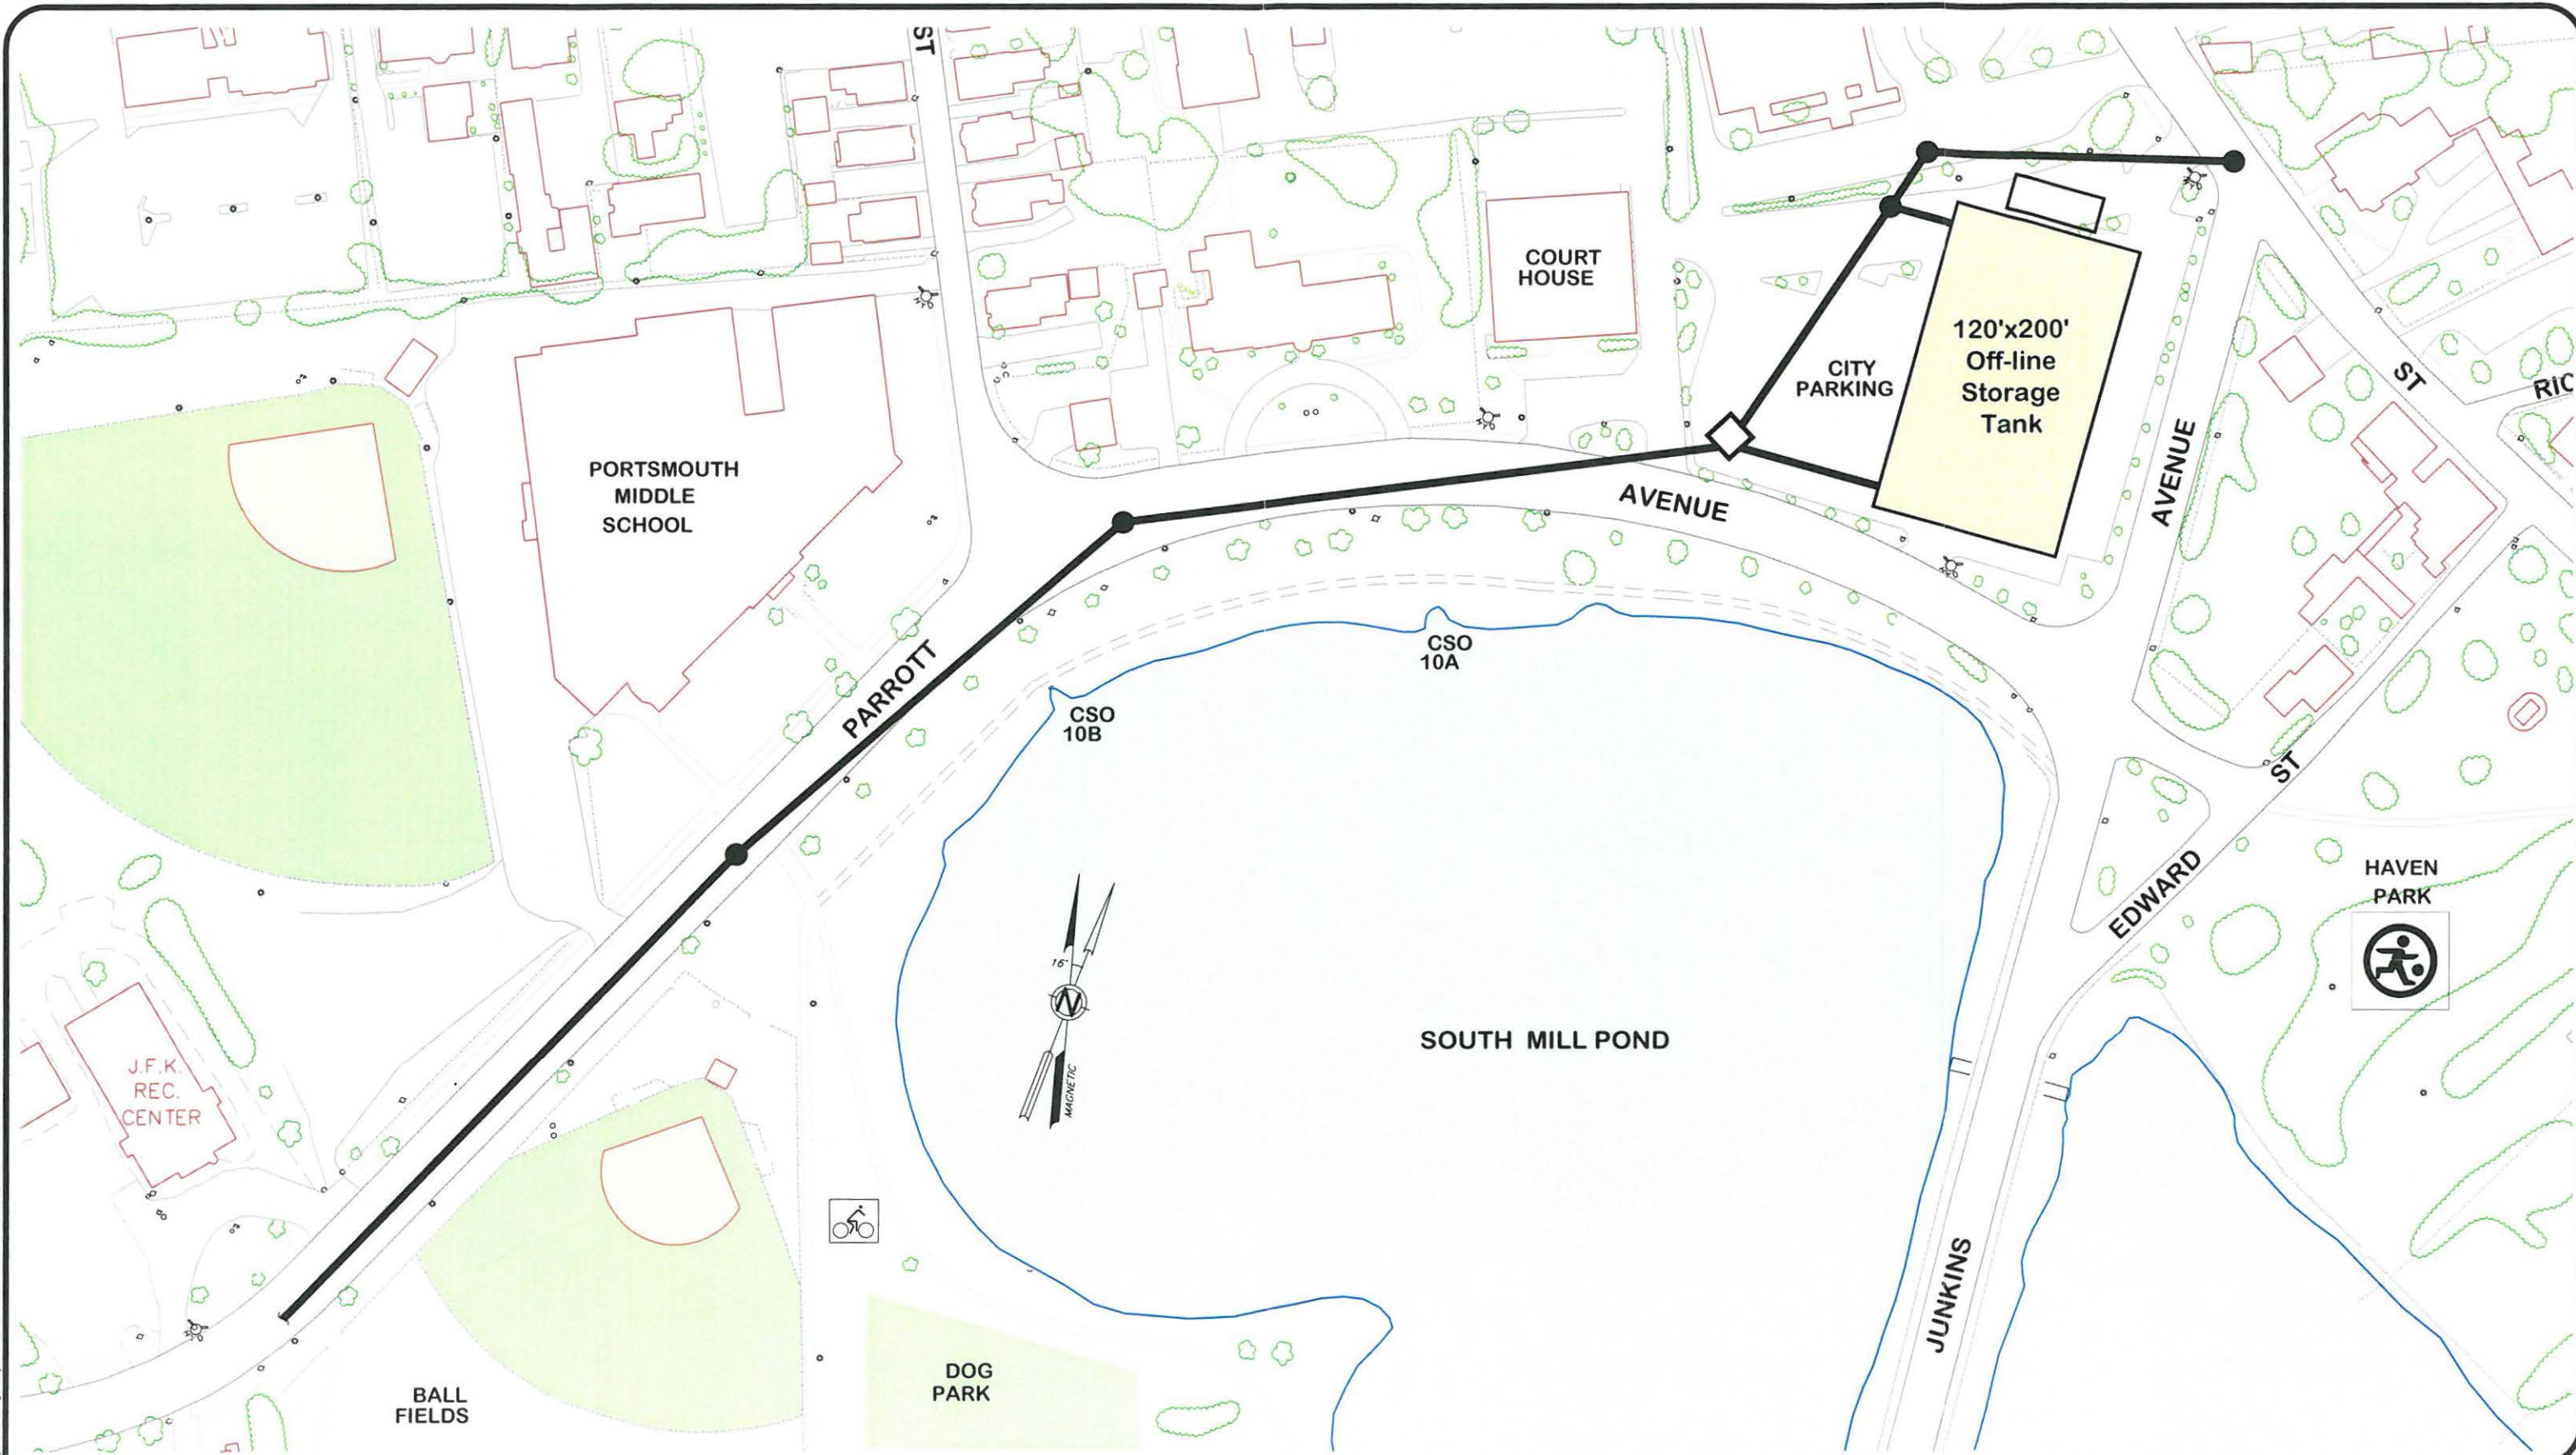 ST
COURT
HOUSE
120'x200'
Off-line
Storage
Tank
CITY
PARKING
ST
RIC
AVENUE
PORTSMOUTH
MIDDLE
SCHOOL
AVENUE
PARROTT
CSO
10A
CSO
10B
ST
EDWARD
HAVEN
PARK
16°
N
MAGNETIC
SOUTH MILL POND
J.F.K.
REC.
CENTER
JUNKINS
DOG
PARK
BALL
FIELDS